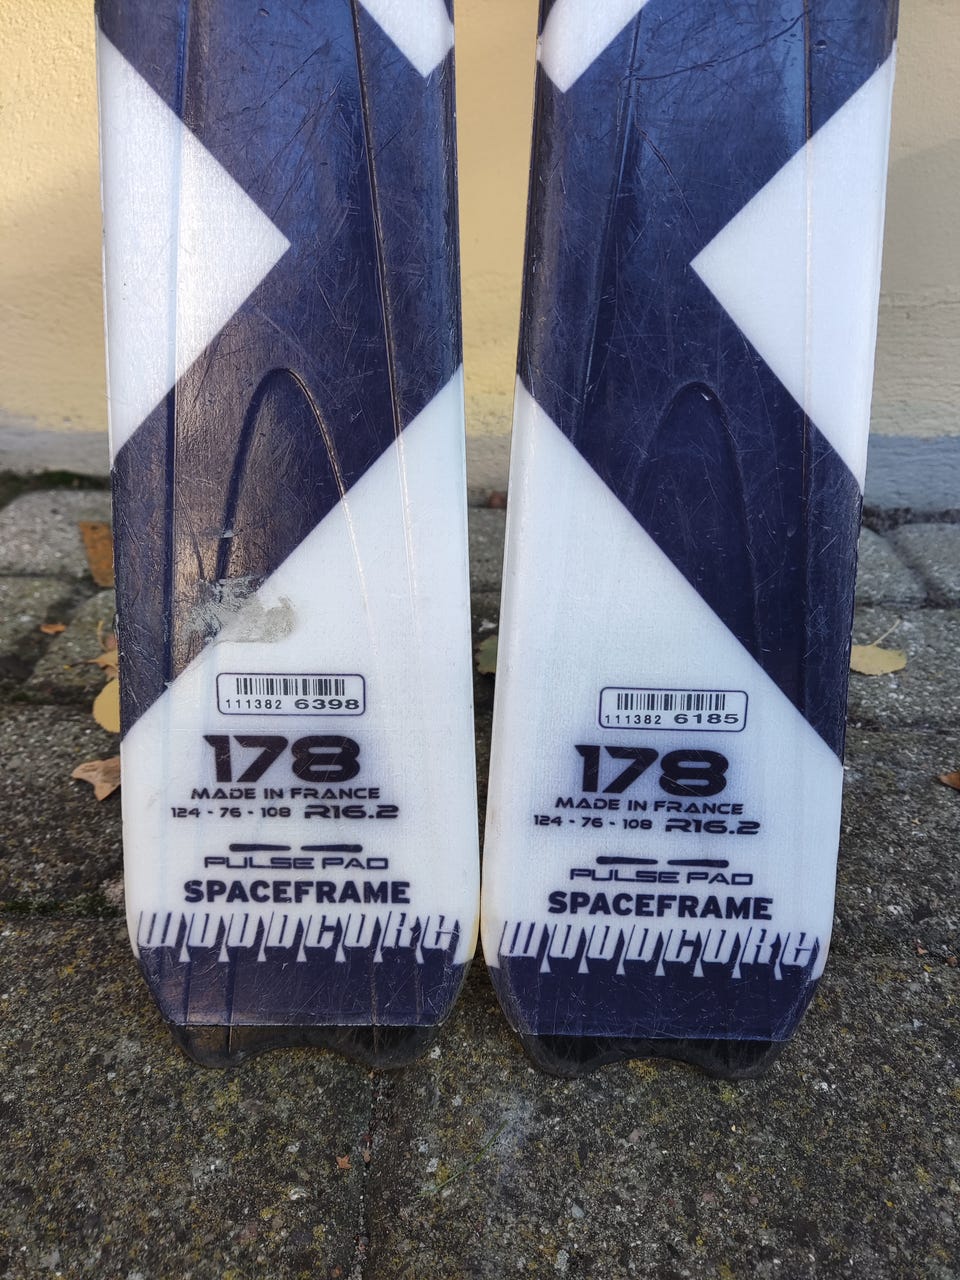 111382 6398
178
MADE IN FRANCE
124 - 76 - 108 R16.2
PULSE PAD
SPACEFRAME
WOODCORE
111382 6185
178
MADE IN FRANCE
124 - 76 - 108 R16.2
PULSE PAD
SPACEFRAME
WOODCORE